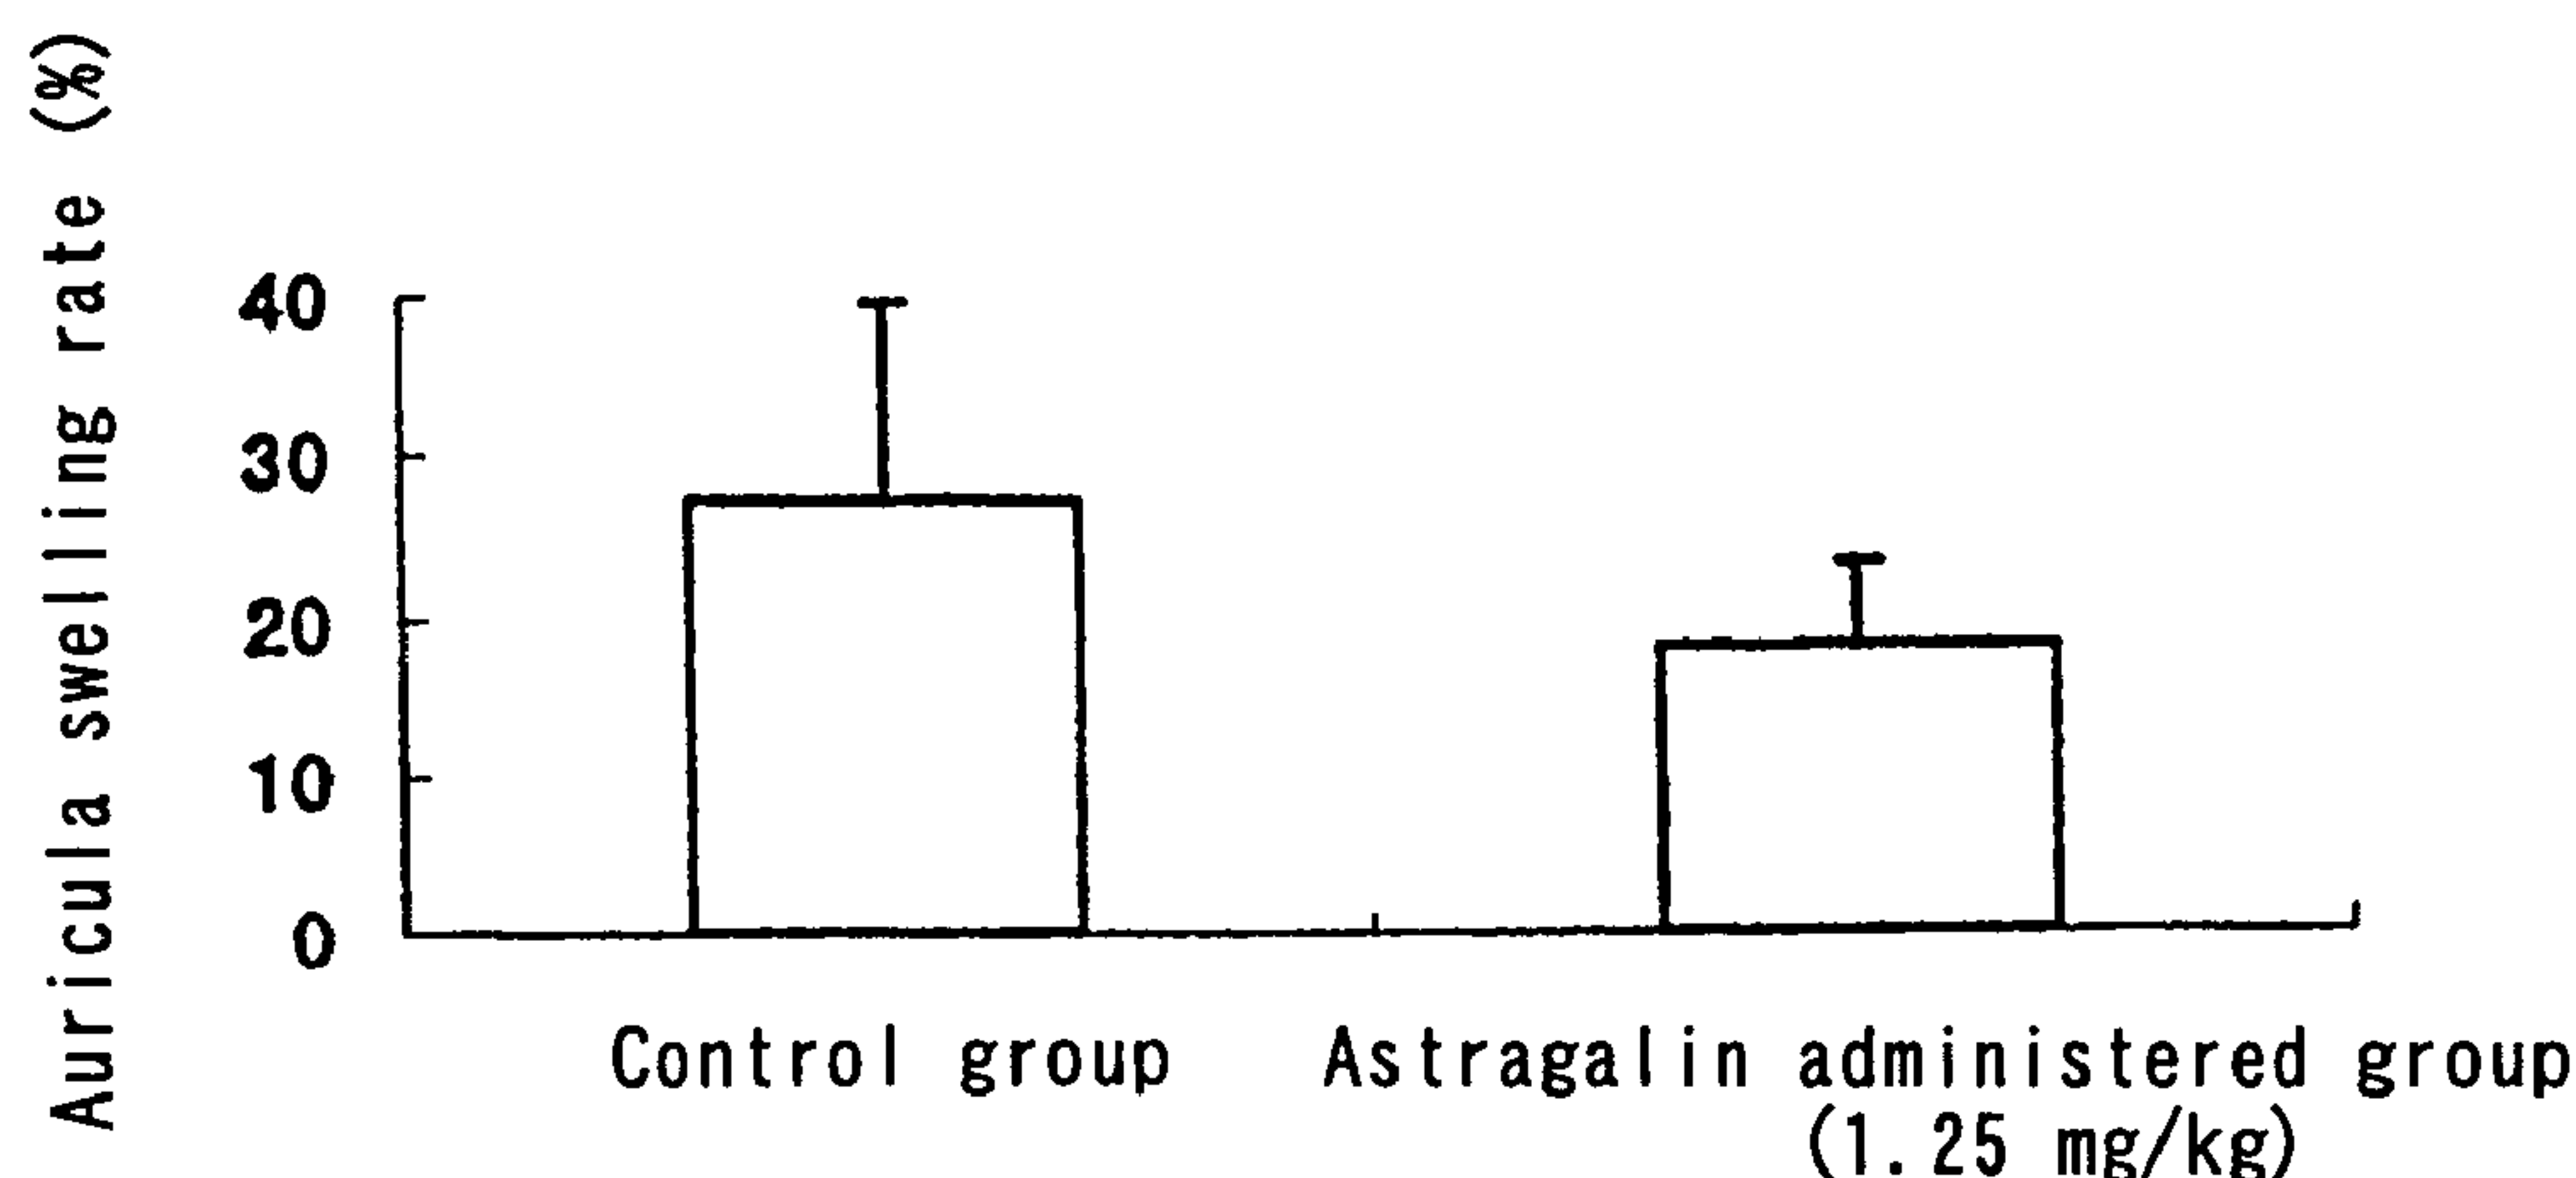 Auricula swelling rate (%)
40
30
20
10
0
Control group
Astragalin administered group
(1.25 mg/kg)